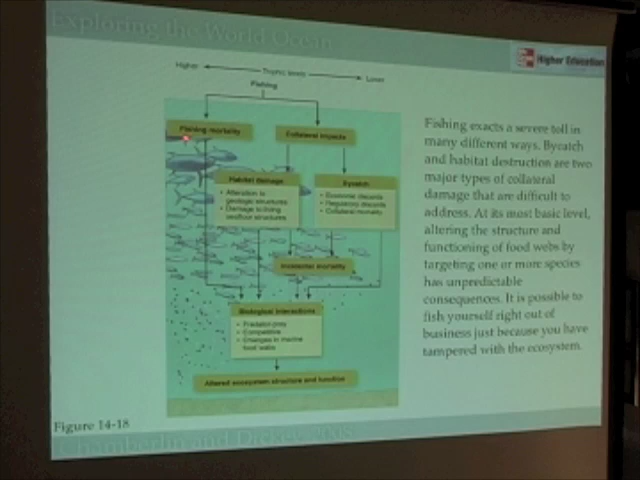 Exploring the World Ocean
Higher Education
Higher Trophic levels Lower
Fishing
Fishing mortality
Collateral impacts
Habitat damage
• Alteration to
geologic structures
• Damage to living
seafloor structures
Bycatch
• Economic discards
• Regulatory discards
• Collateral mortality
Incidental mortality
Biological interactions
• Predator-prey
• Competitive
• Changes in marine
food webs
Altered ecosystem structure and function
Fishing exacts a severe toll in
many different ways. Bycatch
and habitat destruction are two
major types of collateral
damage that are difficult to
address. At its most basic level,
altering the structure and
functioning of food webs by
targeting one or more species
has unpredictable
consequences. It is possible to
fish yourself right out of
business just because you have
tampered with the ecosystem.
Figure 14-18
Chamberlin and Dickey, 2008